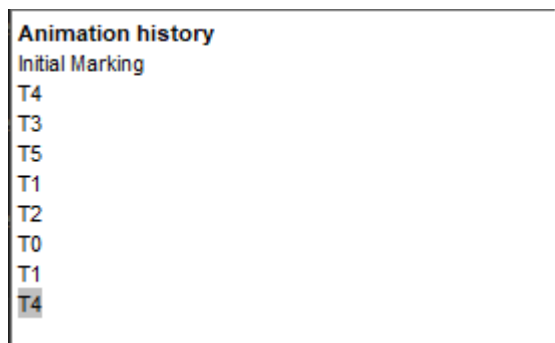 Animation history
Initial Marking
T4
T3
T5
T1
T2
T0
T1
T4